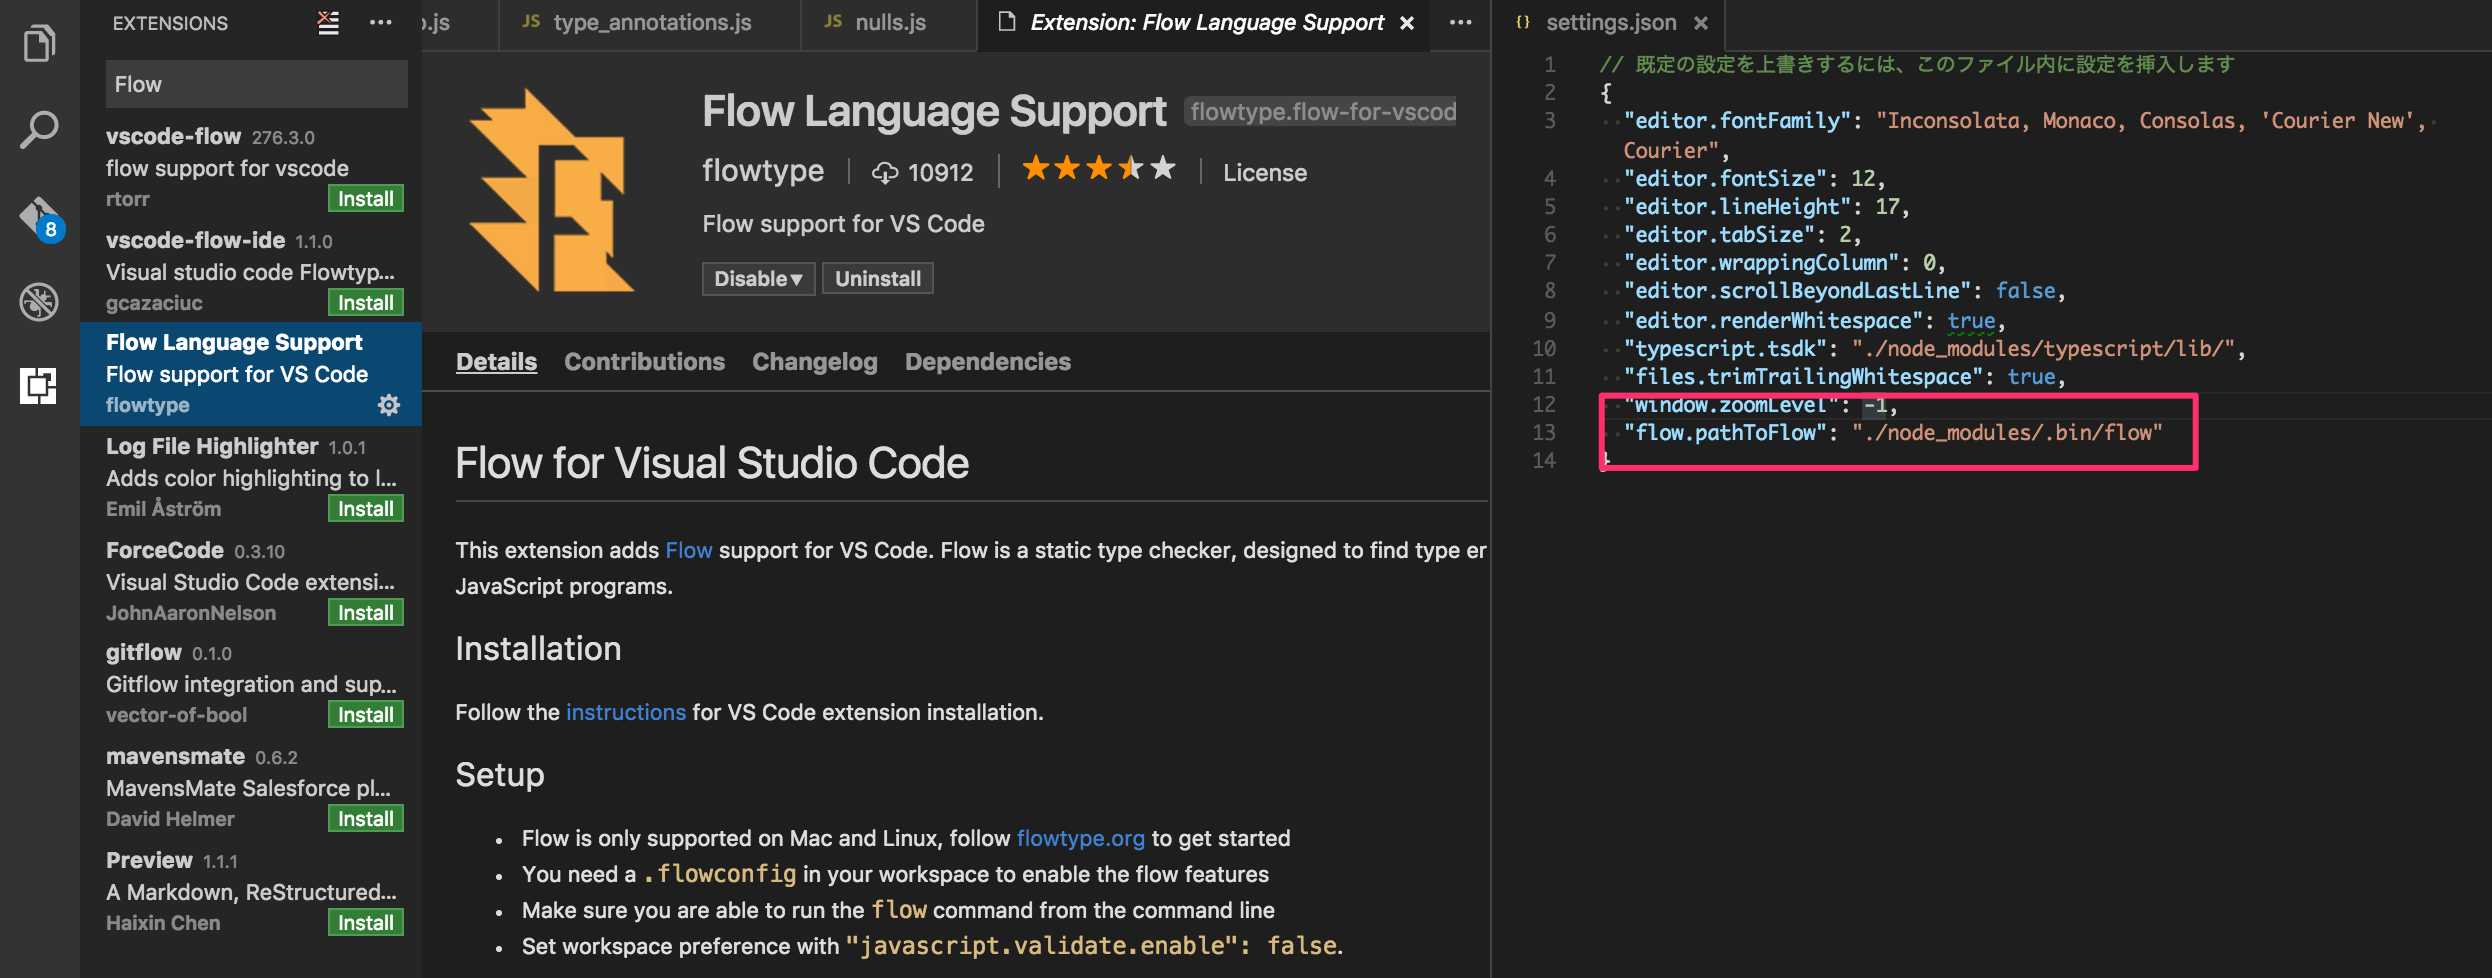 EXTENSIONS
Flow
vscode-flow 276.3.0
flow support for vscode
rtorr Install
vscode-flow-ide 1.1.0
Visual studio code Flowtyp...
gcazaciuc Install
Flow Language Support
Flow support for VS Code
flowtype
Log File Highlighter 1.0.1
Adds color highlighting to l...
Emil Åström Install
ForceCode 0.3.10
Visual Studio Code extensi...
JohnAaronNelson Install
gitflow 0.1.0
Gitflow integration and sup...
vector-of-bool Install
mavensmate 0.6.2
MavensMate Salesforce pl...
David Helmer Install
Preview 1.1.1
A Markdown, ReStructured...
Haixin Chen Install
8
.js JS type_annotations.js JS nulls.js Extension: Flow Language Support × ...
Flow Language Support flowtype.flow-for-vscod
flowtype | 10912 | License
Flow support for VS Code
Disable▼ Uninstall
Details Contributions Changelog Dependencies
Flow for Visual Studio Code
This extension adds Flow support for VS Code. Flow is a static type checker, designed to find type er
JavaScript programs.
Installation
Follow the instructions for VS Code extension installation.
Setup
• Flow is only supported on Mac and Linux, follow flowtype.org to get started
• You need a .flowconfig in your workspace to enable the flow features
• Make sure you are able to run the flow command from the command line
• Set workspace preference with "javascript.validate.enable": false.
{} settings.json ×
1 // 既定の設定を上書きするには、このファイル内に設定を挿入します
2 {
3 "editor.fontFamily": "Inconsolata, Monaco, Consolas, 'Courier New',
Courier",
4 "editor.fontSize": 12,
5 "editor.lineHeight": 17,
6 "editor.tabSize": 2,
7 "editor.wrappingColumn": 0,
8 "editor.scrollBeyondLastLine": false,
9 "editor.renderWhitespace": true,
10 "typescript.tsdk": "./node_modules/typescript/lib/",
11 "files.trimTrailingWhitespace": true,
12 "window.zoomLevel": -1,
13 "flow.pathToFlow": "./node_modules/.bin/flow"
14 }